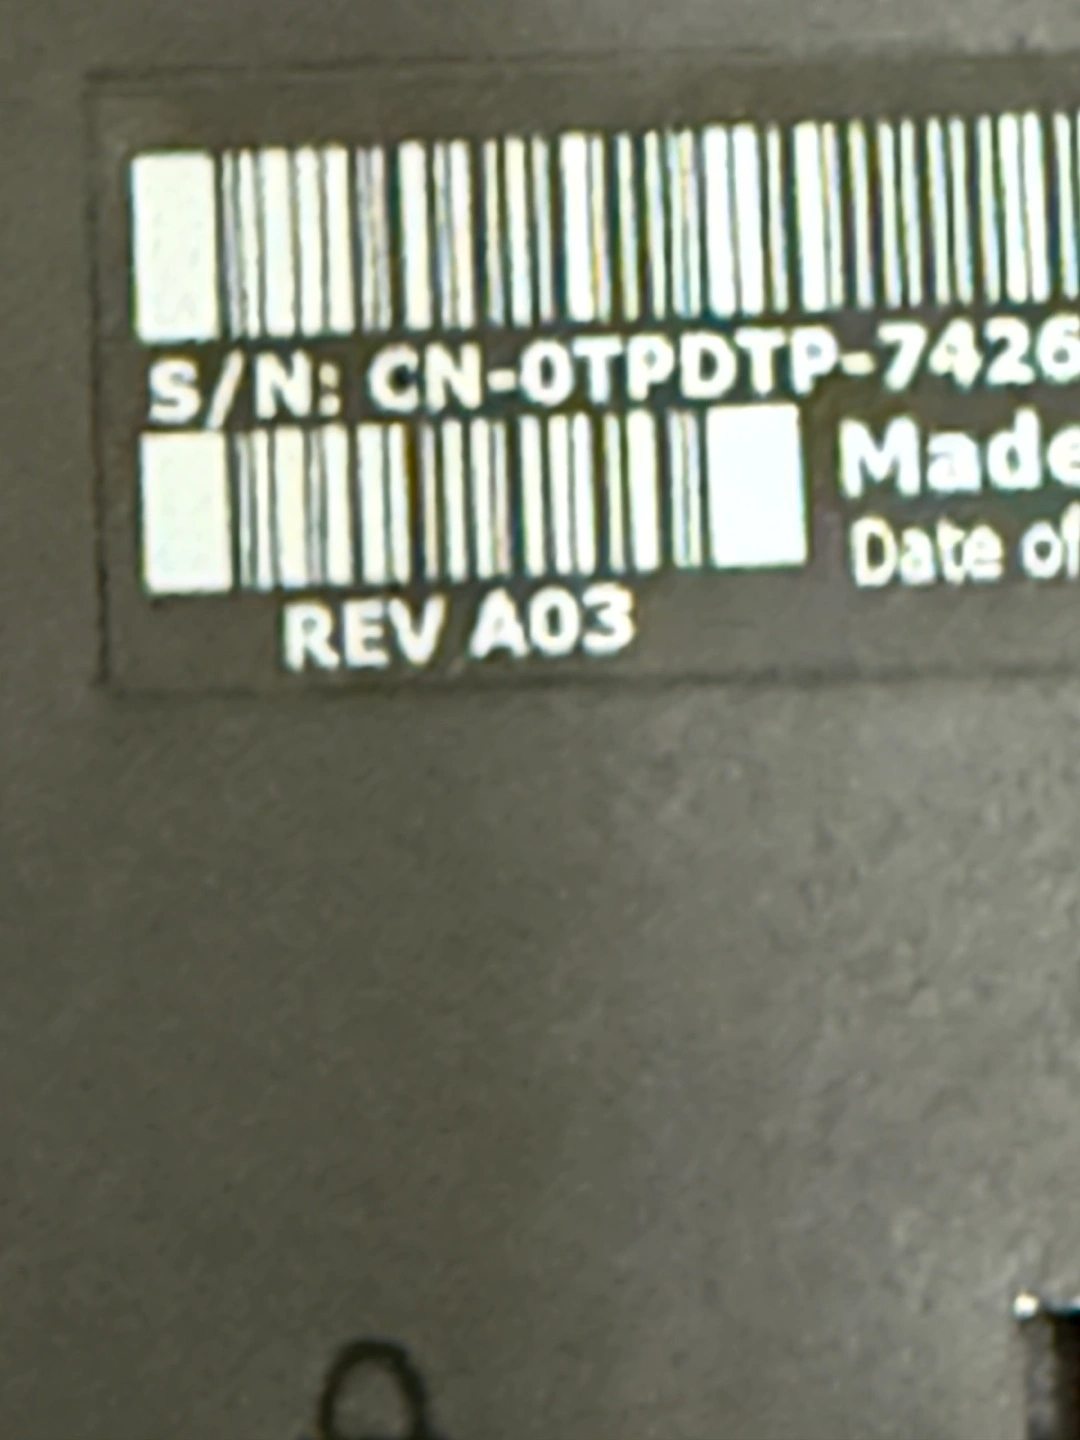 S/N: CN-0TPDTP-7426
Made
Date of
REV A03